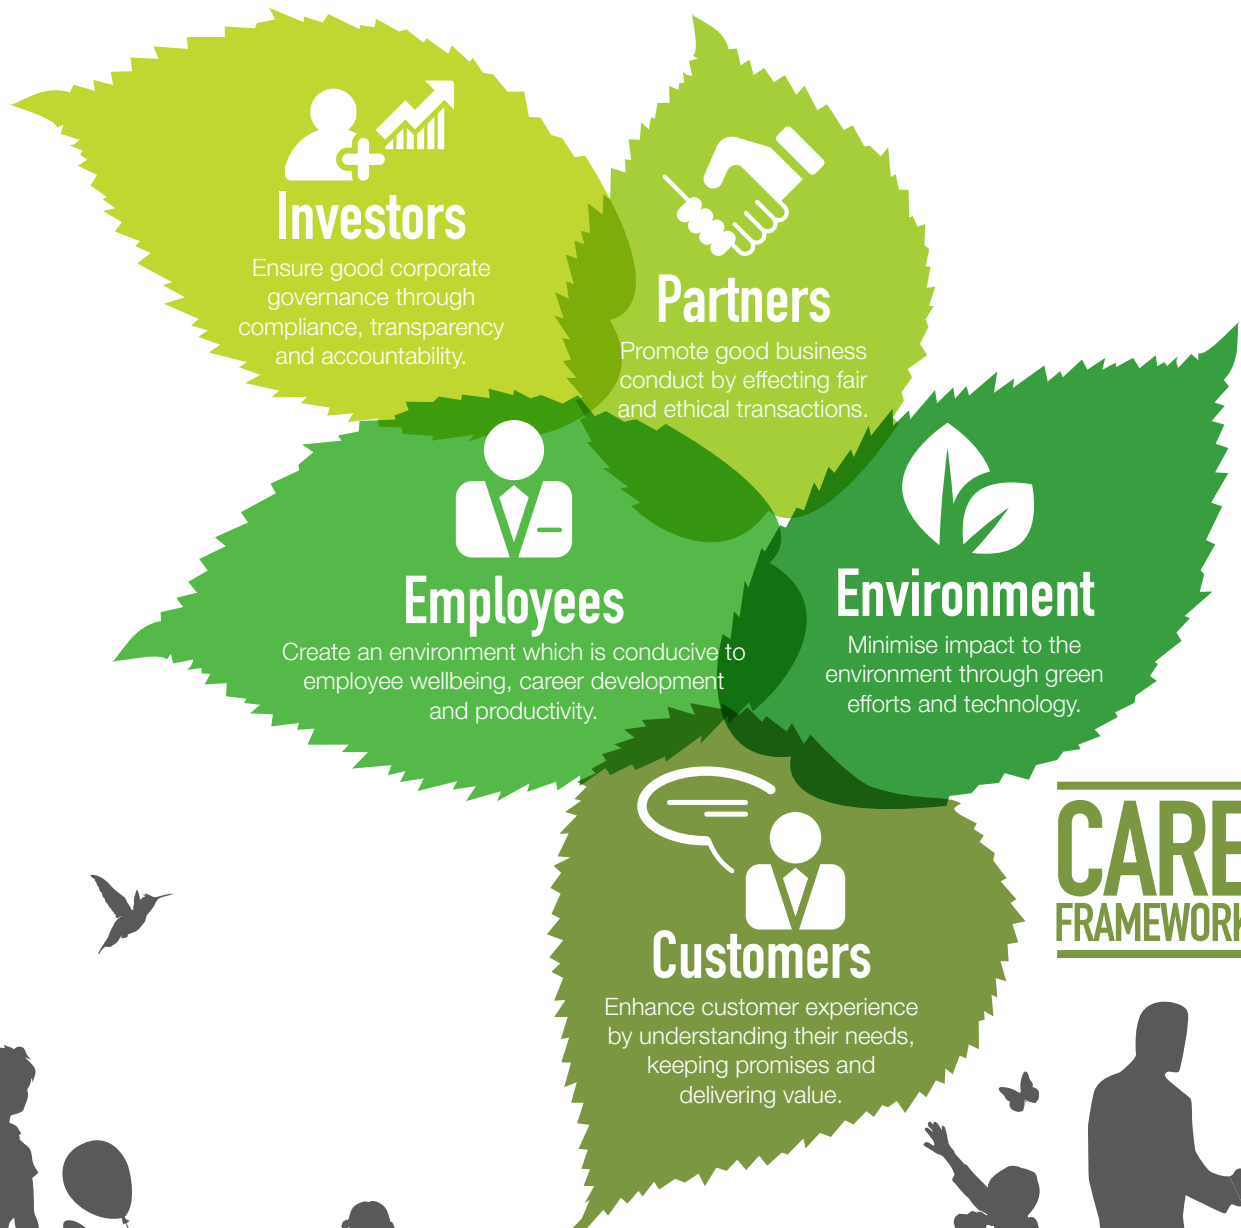 Investors
Ensure good corporate
governance through
compliance, transparency
and accountability.
Partners
Promote good business
conduct by effecting fair
and ethical transactions.
Employees
Create an environment which is conducive to
employee wellbeing, career development
and productivity.
Environment
Minimise impact to the
environment through green
efforts and technology.
Customers
Enhance customer experience
by understanding their needs,
keeping promises and
delivering value.
CARE
FRAMEWORK